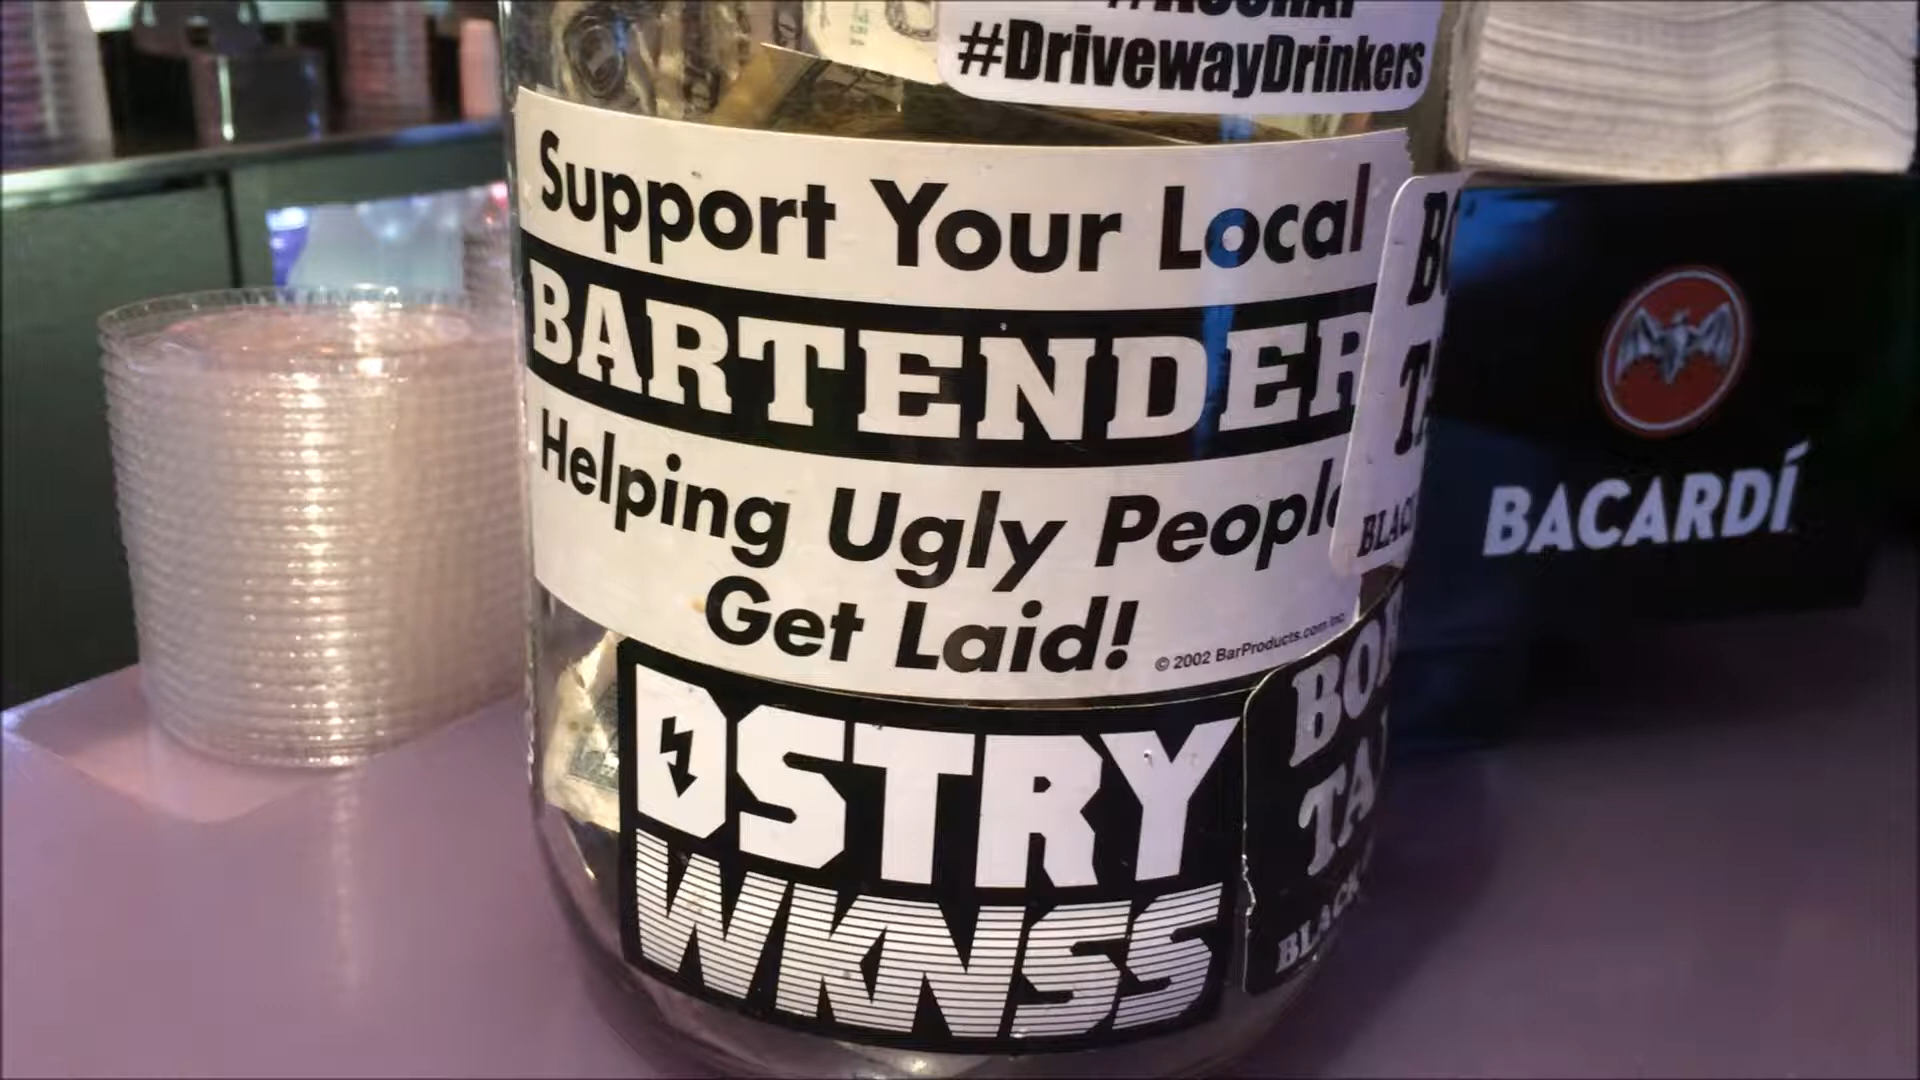 #DrivewayDrinkers
Support Your Local
BARTENDER
Helping Ugly People
Get Laid!
© 2002 BarProducts.com Inc
DSTRY
WKNSS
BACARDÍ